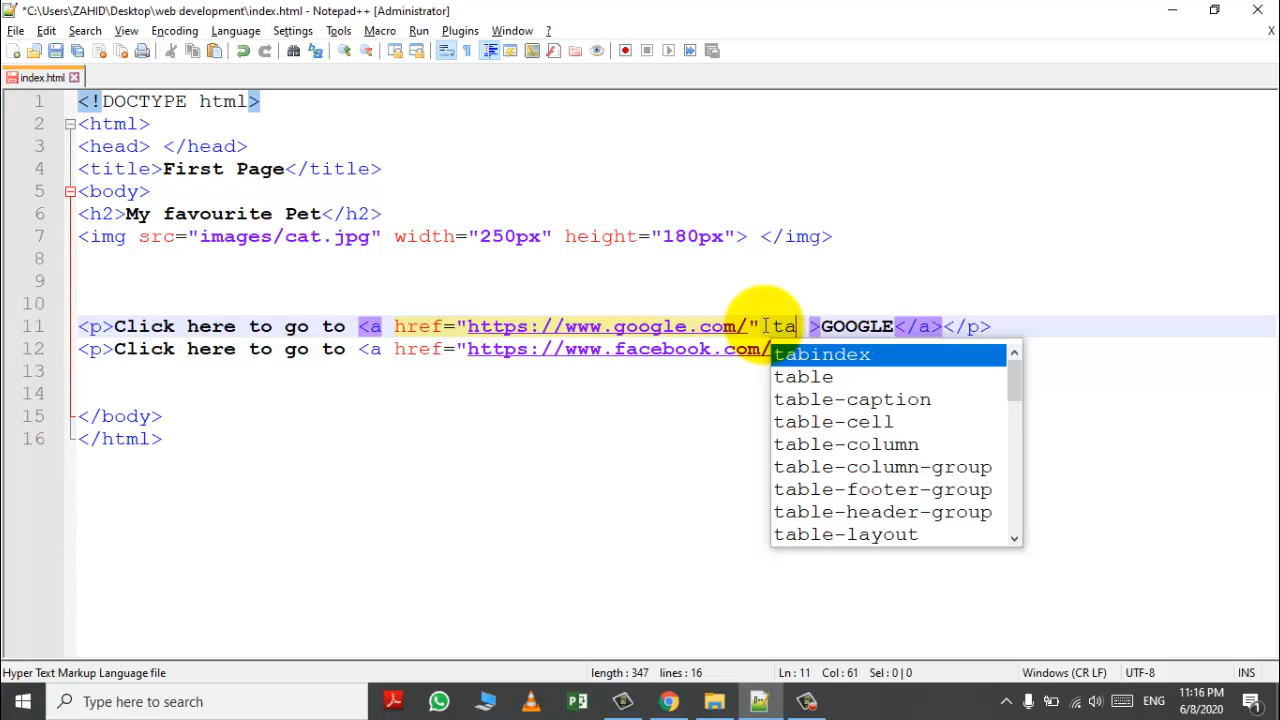 *C:\Users\ZAHID\Desktop\web development\index.html - Notepad++ [Administrator]
File Edit Search View Encoding Language Settings Tools Macro Run Plugins Window ? X
index.html
1 <!DOCTYPE html>
2 <html>
3 <head> </head>
4 <title>First Page</title>
5 <body>
6 <h2>My favourite Pet</h2>
7 <img src="images/cat.jpg" width="250px" height="180px"> </img>
8
9
10
11 <p>Click here to go to <a href="https://www.google.com/" ta >GOOGLE</a></p>
12 <p>Click here to go to <a href="https://www.facebook.com/
13
14
15 </body>
16 </html>
tabindex
table
table-caption
table-cell
table-column
table-column-group
table-footer-group
table-header-group
table-layout
Hyper Text Markup Language file length : 347 lines : 16 Ln : 11 Col : 61 Sel : 0 | 0 Windows (CR LF) UTF-8 INS
Type here to search ENG 11:16 PM
6/8/2020